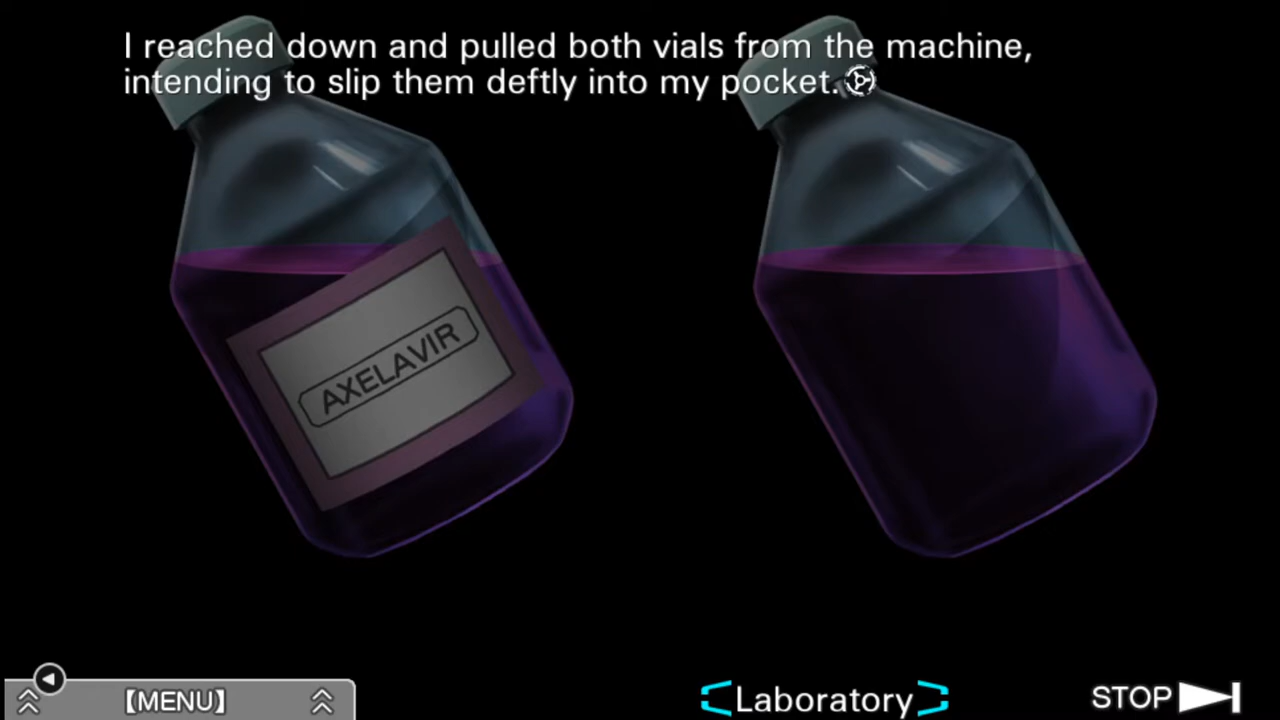 I reached down and pulled both vials from the machine,
intending to slip them deftly into my pocket.
AXELAVIR
【MENU】
Laboratory
STOP